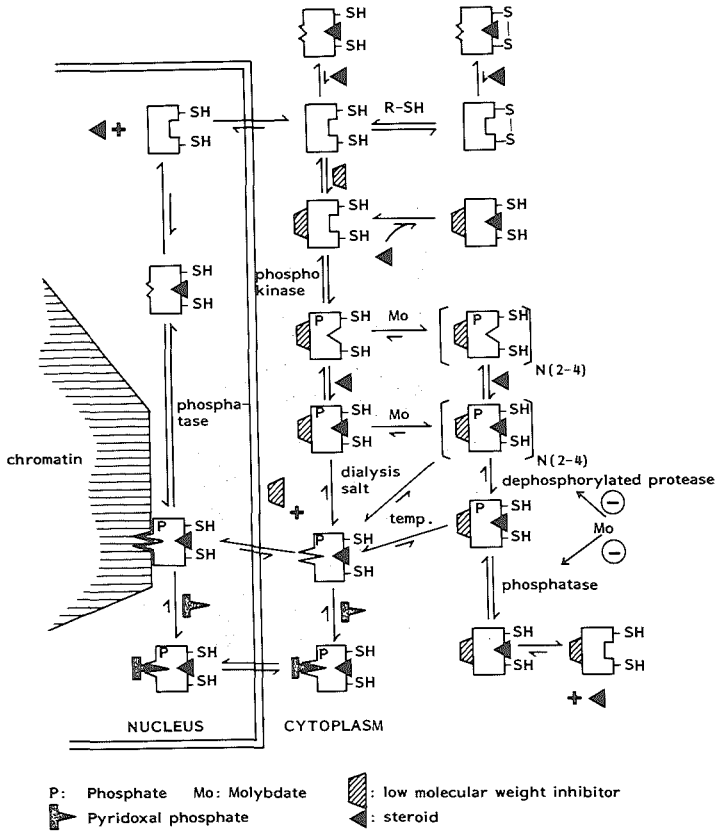 SH
SH
S
S
SH
SH
R-SH
SH
SH
S
S
SH
SH
SH
SH
SH
SH
phospho
kinase
P
SH
SH
Mo
P
SH
SH
N(2-4)
phospha-
tase
P
SH
SH
Mo
P
SH
SH
N(2-4)
chromatin
dialysis
salt
dephosphorylated protease
P
SH
SH
temp.
P
SH
SH
P
SH
SH
Mo
phosphatase
P
SH
SH
P
SH
SH
SH
SH
SH
SH
NUCLEUS
CYTOPLASM
P: Phosphate Mo: Molybdate : low molecular weight inhibitor
: Pyridoxal phosphate : steroid